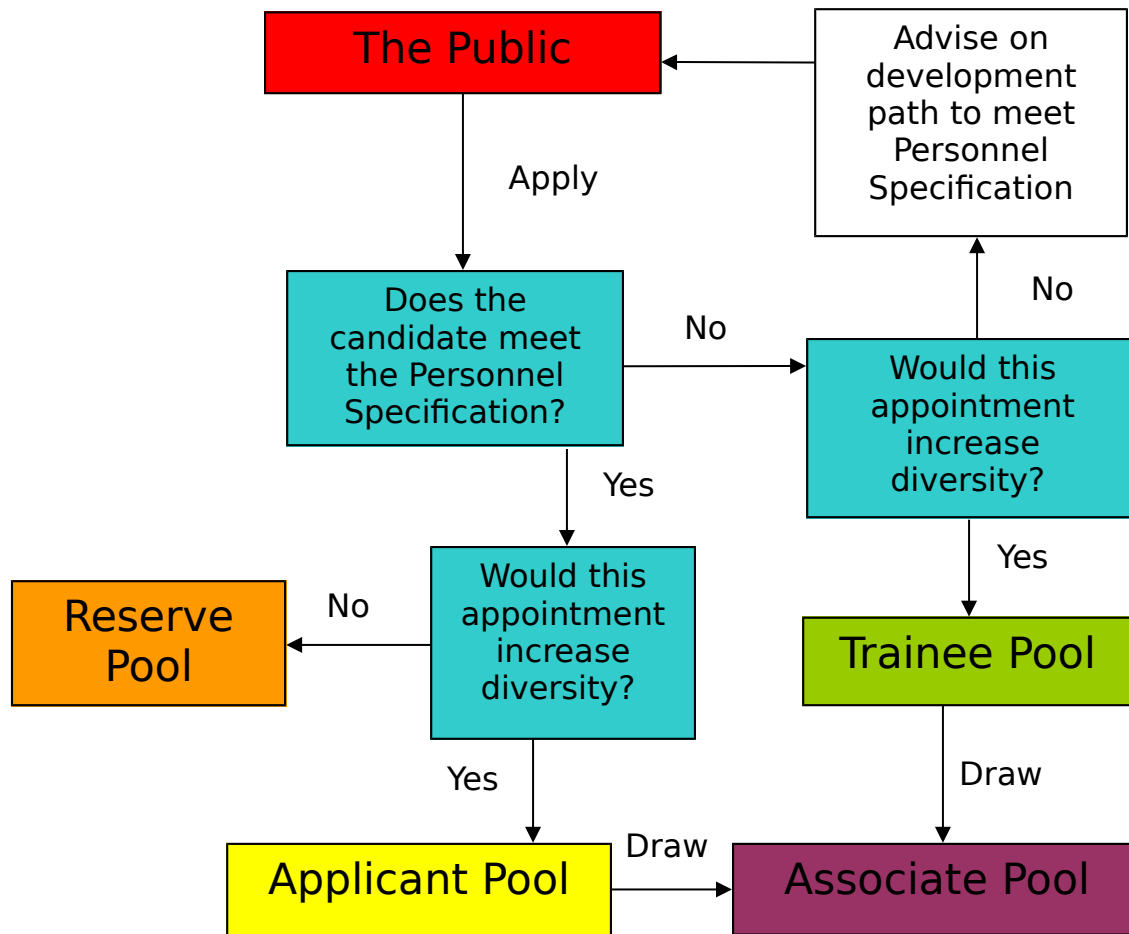 The Public
Advise on
development
path to meet
Personnel
Specification
Apply
No
Does the
candidate meet
the Personnel
Specification?
No
Would this
appointment
increase
diversity?
Yes
Yes
Would this
appointment
increase
diversity?
No
Reserve
Pool
Trainee Pool
Yes
Draw
Draw
Applicant Pool
Associate Pool